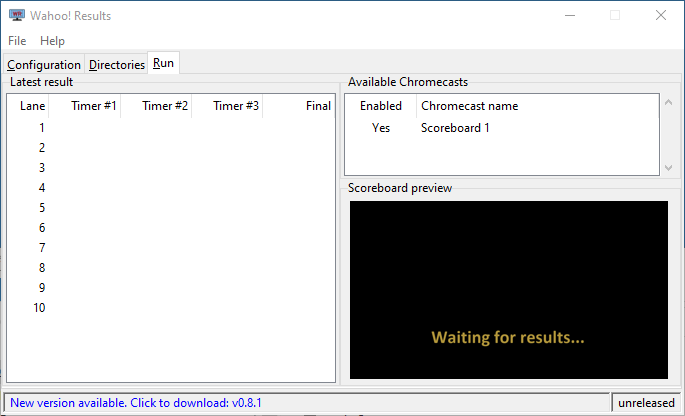 Wahoo! Results
File Help
Configuration Directories Run
Latest result
Lane Timer #1 Timer #2 Timer #3 Final
1
2
3
4
5
6
7
8
9
10
Available Chromecasts
Enabled Chromecast name
Yes Scoreboard 1
Scoreboard preview
Waiting for results...
New version available. Click to download: v0.8.1 unreleased